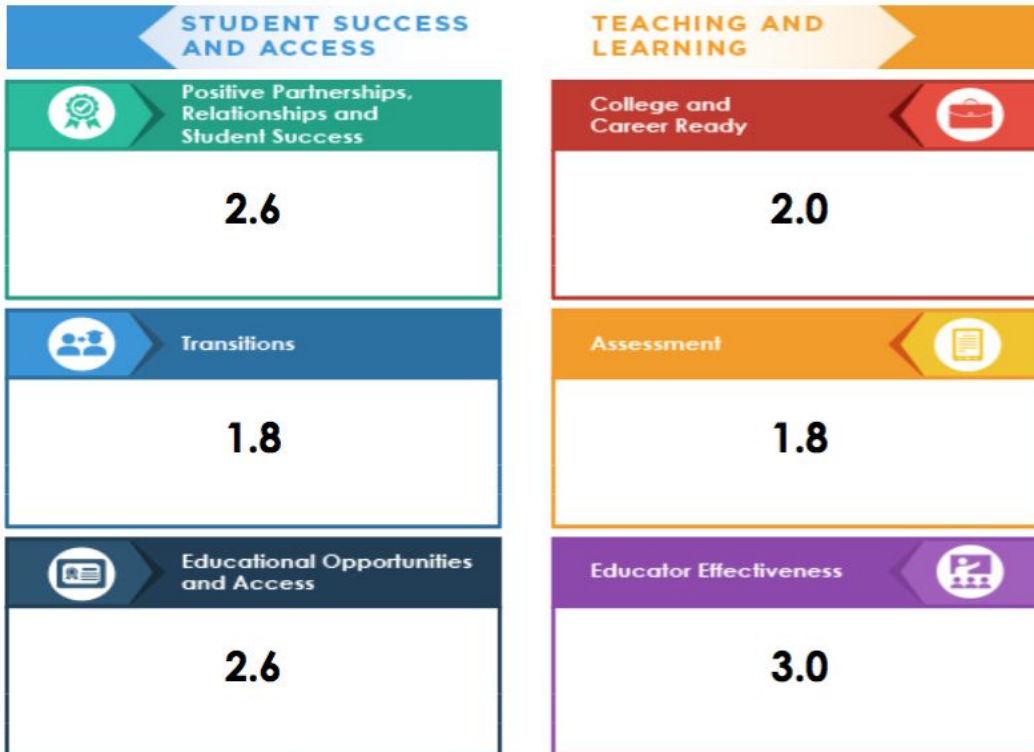 STUDENT SUCCESS
AND ACCESS
Positive Partnerships,
Relationships and
Student Success
2.6
Transitions
1.8
Educational Opportunities
and Access
2.6
TEACHING AND
LEARNING
College and
Career Ready
2.0
Assessment
1.8
Educator Effectiveness
3.0